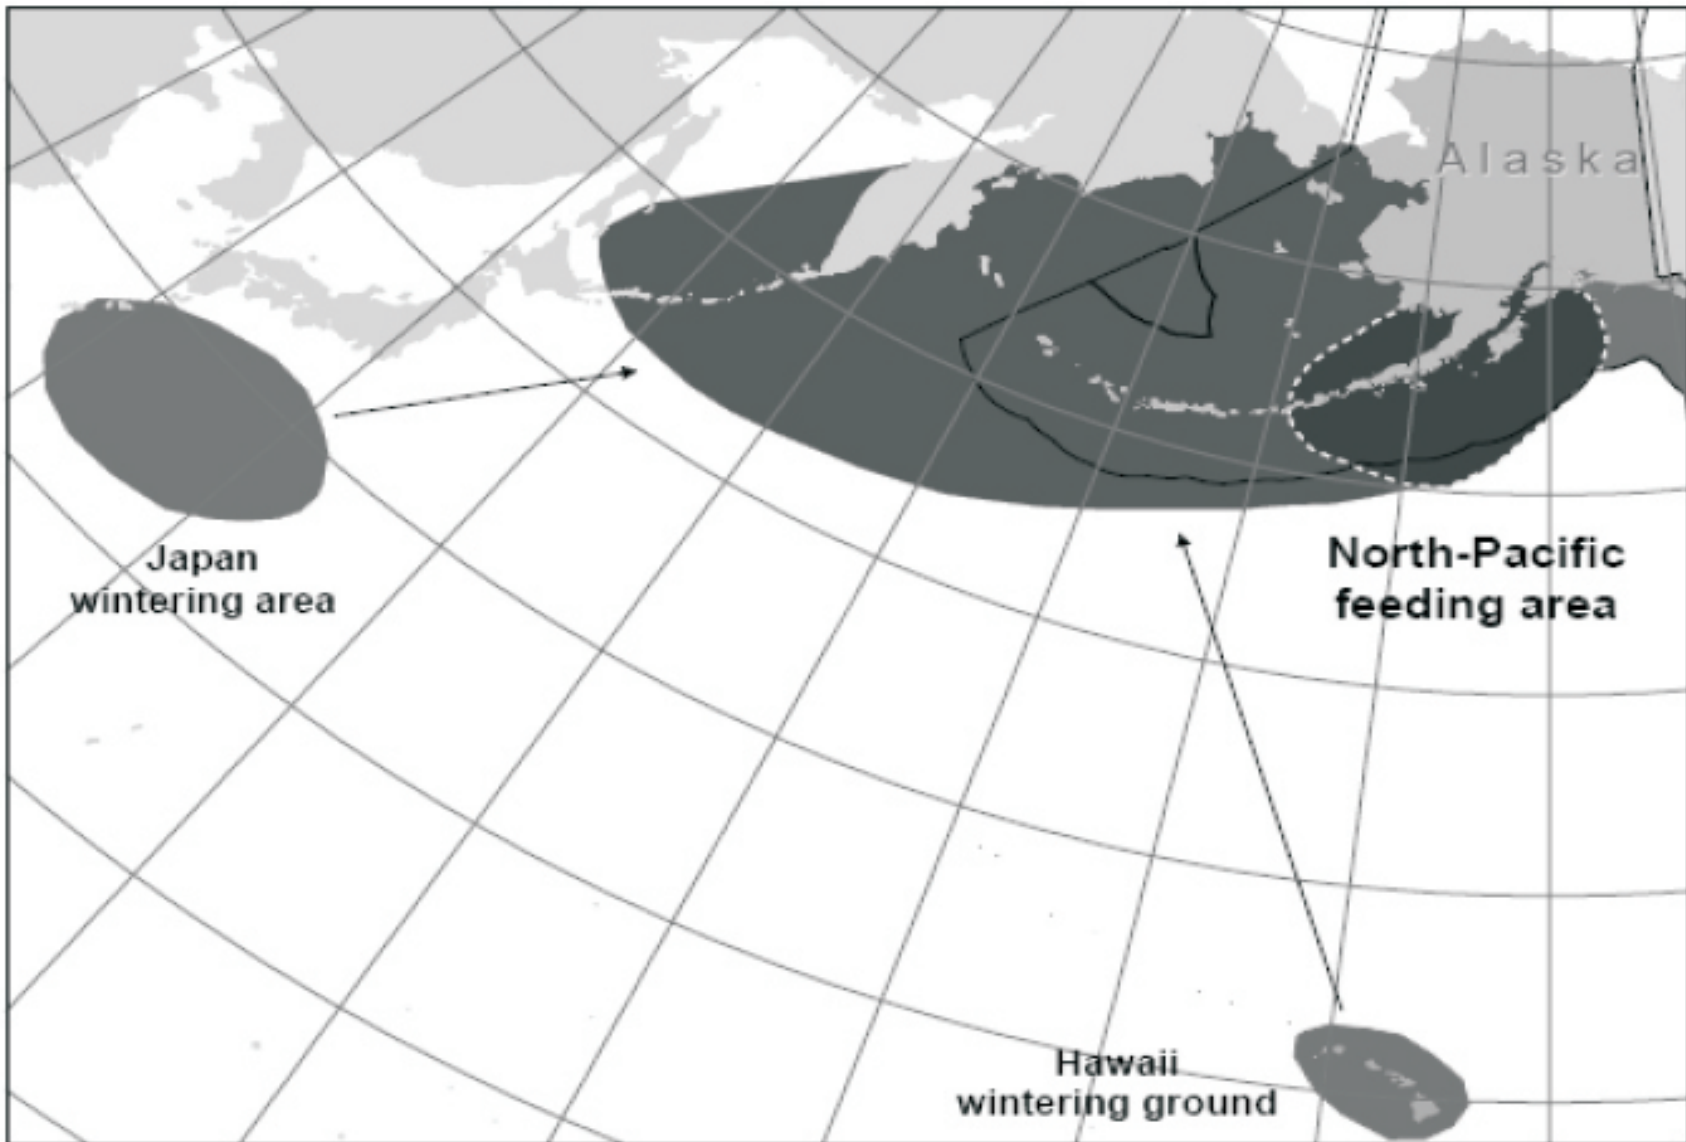 Alaska
Japan
wintering area
North-Pacific
feeding area
Hawaii
wintering ground